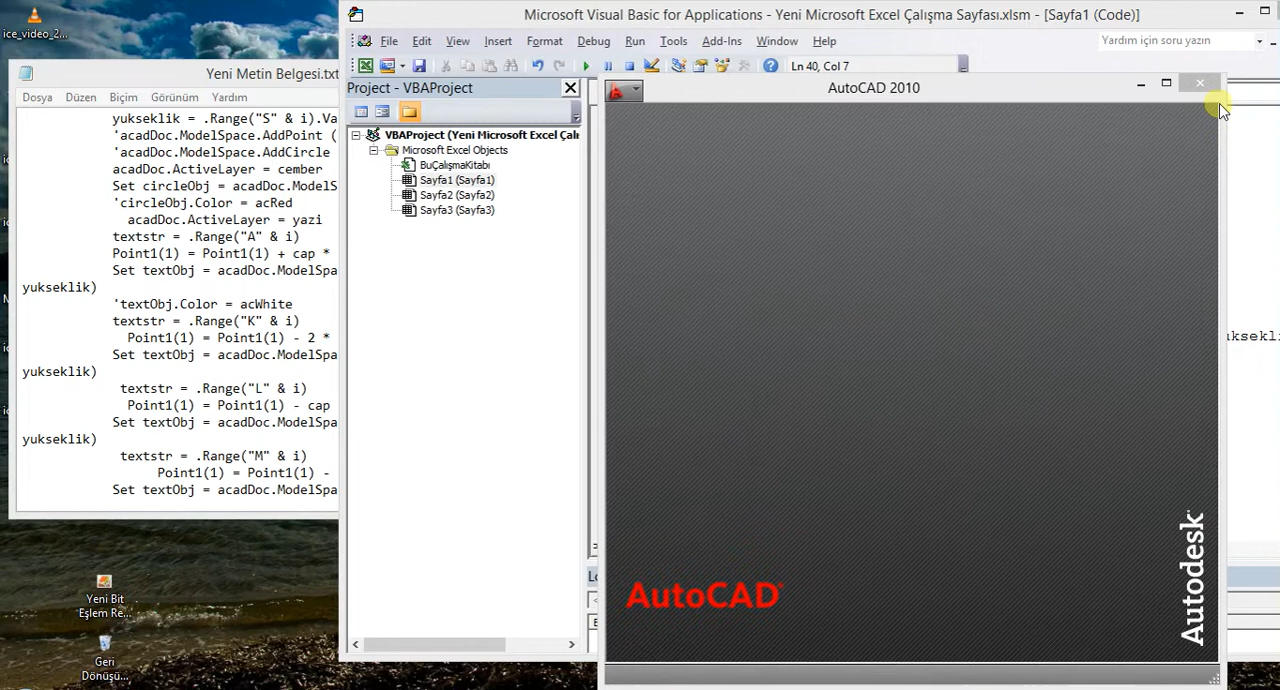 ice_video_2...
Microsoft Visual Basic for Applications - Yeni Microsoft Excel Çalışma Sayfası.xlsm - [Sayfa1 (Code)]
File Edit View Insert Format Debug Run Tools Add-Ins Window Help
Yardım için soru yazın
Ln 40, Col 7
Yeni Metin Belgesi.txt
Dosya Düzen Biçim Görünüm Yardım
yukseklik = .Range("S" & i).Va
'acadDoc.ModelSpace.AddPoint (
'acadDoc.ModelSpace.AddCircle
acadDoc.ActiveLayer = cember
Set circleObj = acadDoc.ModelS
'circleObj.Color = acRed
acadDoc.ActiveLayer = yazi
textstr = .Range("A" & i)
Point1(1) = Point1(1) + cap *
Set textObj = acadDoc.ModelSpa
yukseklik)
'textObj.Color = acWhite
textstr = .Range("K" & i)
Point1(1) = Point1(1) - 2 *
Set textObj = acadDoc.ModelSpa
yukseklik)
textstr = .Range("L" & i)
Point1(1) = Point1(1) - cap
Set textObj = acadDoc.ModelSpa
yukseklik)
textstr = .Range("M" & i)
Point1(1) = Point1(1) -
Set textObj = acadDoc.ModelSpa
Project - VBAProject
VBAProject (Yeni Microsoft Excel Çalı
Microsoft Excel Objects
BuÇalışmaKitabı
Sayfa1 (Sayfa1)
Sayfa2 (Sayfa2)
Sayfa3 (Sayfa3)
AutoCAD 2010
AutoCAD
Autodesk
Yeni Bit
Eşlem Re...
Geri
Dönüşü...